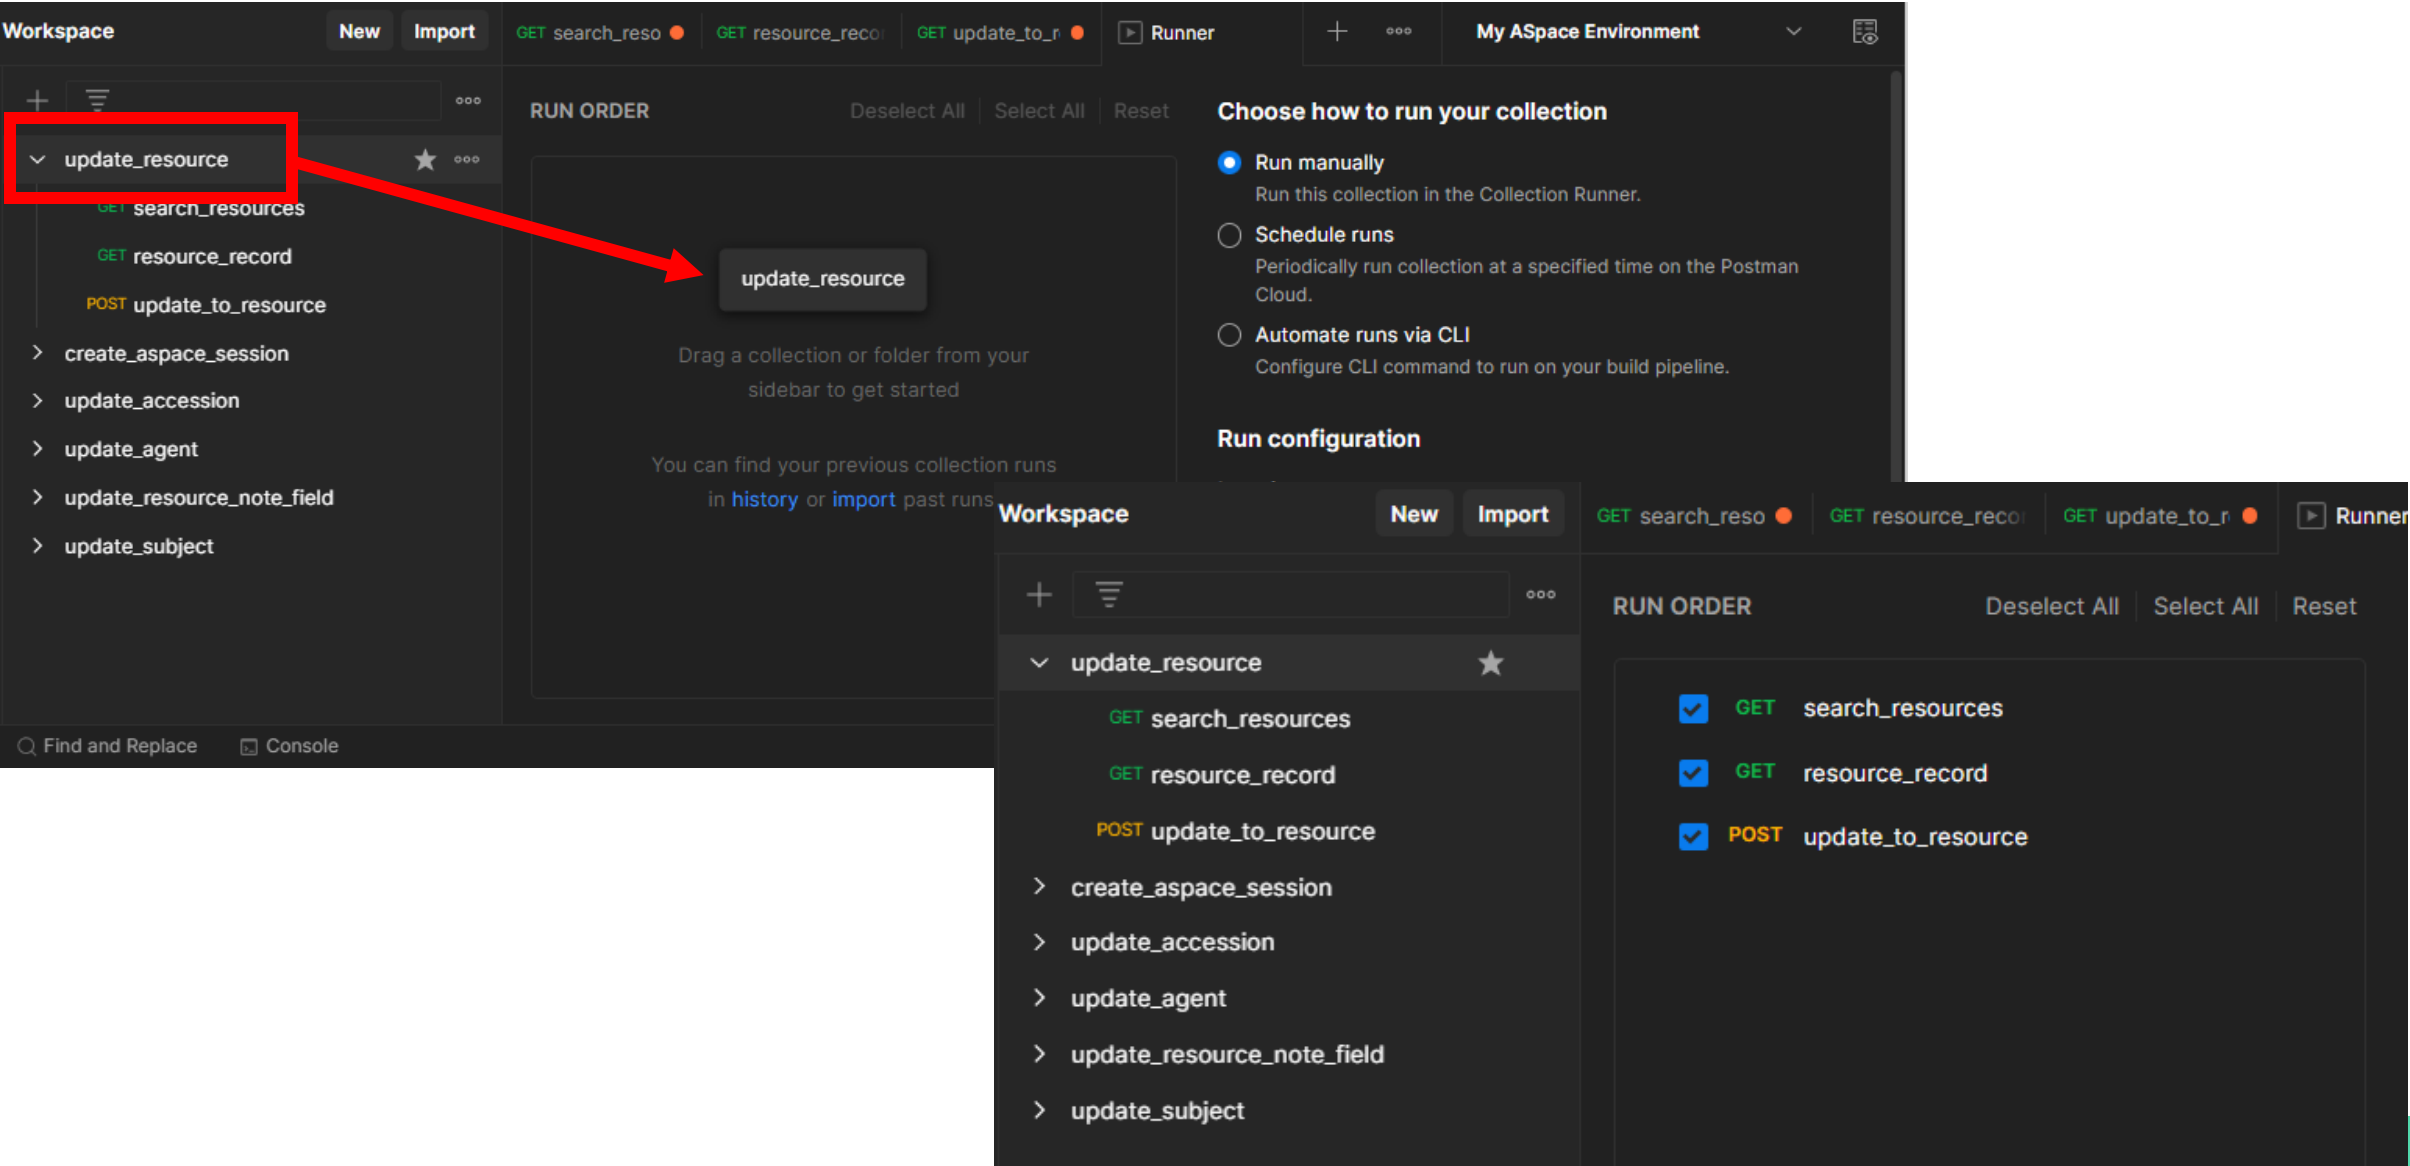 Workspace
New
Import
GET search_reso
GET resource_reco
GET update_to_r
Runner
My ASpace Environment
update_resource
GET search_resources
GET resource_record
POST update_to_resource
create_aspace_session
update_accession
update_agent
update_resource_note_field
update_subject
Find and Replace
Console
RUN ORDER
Deselect All
Select All
Reset
update_resource
Drag a collection or folder from your
sidebar to get started
You can find your previous collection runs
in history or import past runs
Choose how to run your collection
Run manually
Run this collection in the Collection Runner.
Schedule runs
Periodically run collection at a specified time on the Postman
Cloud.
Automate runs via CLI
Configure CLI command to run on your build pipeline.
Run configuration
Workspace
New
Import
GET search_reso
GET resource_reco
GET update_to_r
Runner
update_resource
GET search_resources
GET resource_record
POST update_to_resource
create_aspace_session
update_accession
update_agent
update_resource_note_field
update_subject
RUN ORDER
Deselect All
Select All
Reset
GET search_resources
GET resource_record
POST update_to_resource